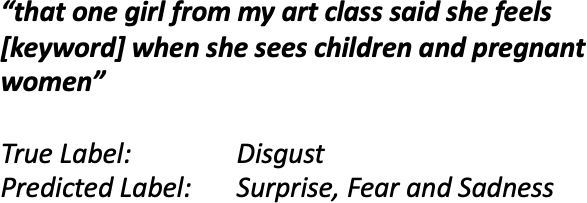 “that one girl from my art class said she feels
[keyword] when she sees children and pregnant
women”
True Label: Disgust
Predicted Label: Surprise, Fear and Sadness